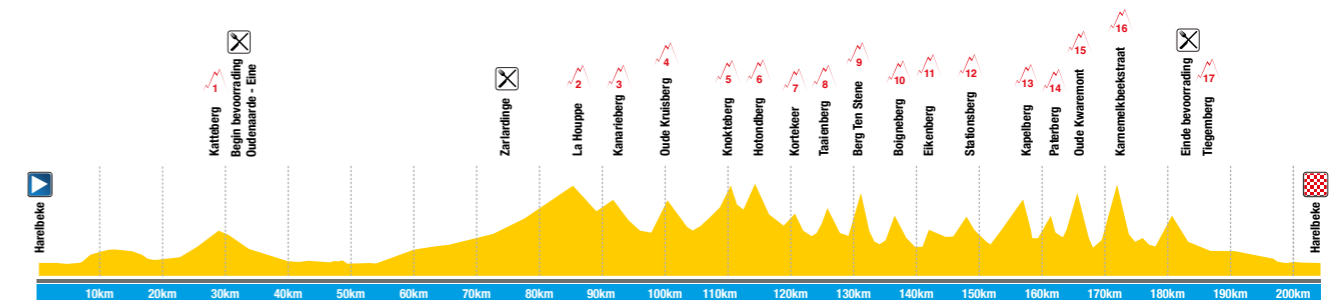 Harelbeke
1
Katteberg
Begin bevoorrading
Oudenaarde - Eine
Zarlardinge
2
La Houppe
3
Kanarieberg
4
Oude Kruisberg
5
Knokteberg
6
Hotondberg
7
Kortekeer
8
Taaienberg
9
Berg Ten Stene
10
Boigneberg
11
Eikenberg
12
Stationsberg
13
Kapelberg
14
Paterberg
15
Oude Kwaremont
16
Karnemelkbeekstraat
Einde bevoorrading
17
Tiegemberg
Harelbeke
10km 20km 30km 40km 50km 60km 70km 80km 90km 100km 110km 120km 130km 140km 150km 160km 170km 180km 190km 200km